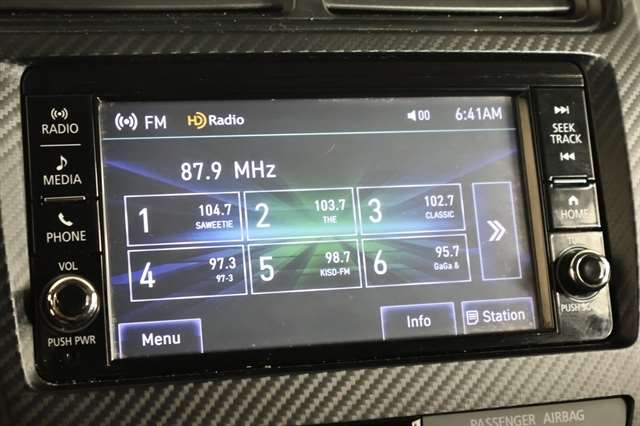 RADIO
MEDIA
PHONE
VOL
PUSH PWR
FM HD Radio 00 6:41AM
87.9 MHz
1 104.7 SAWEETIE
2 103.7 THE
3 102.7 CLASSIC
4 97.3 97-3
5 98.7 KISO-FM
6 95.7 GaGa &
Menu Info Station
SEEK
TRACK
HOME
PASSENGER AIRBAG